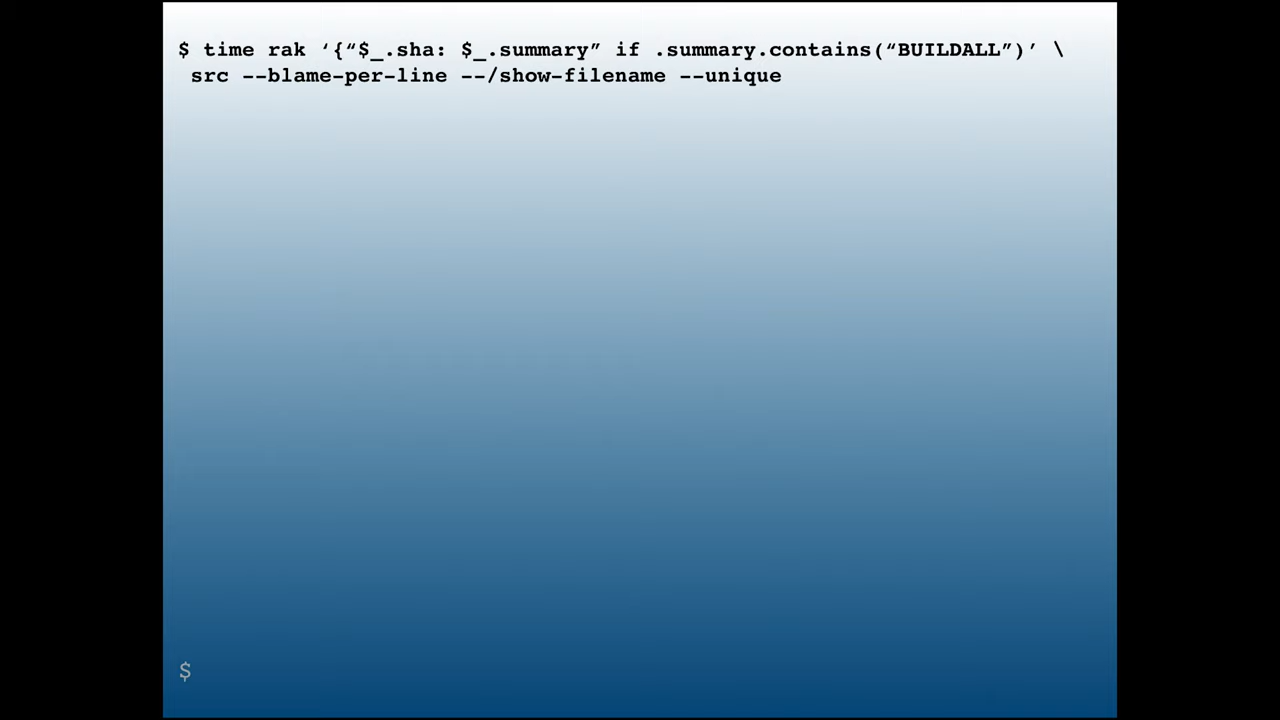 $ time rak ‘{“$_.sha: $_.summary” if .summary.contains(“BUILDALL”)’ \
src --blame-per-line --/show-filename --unique
$